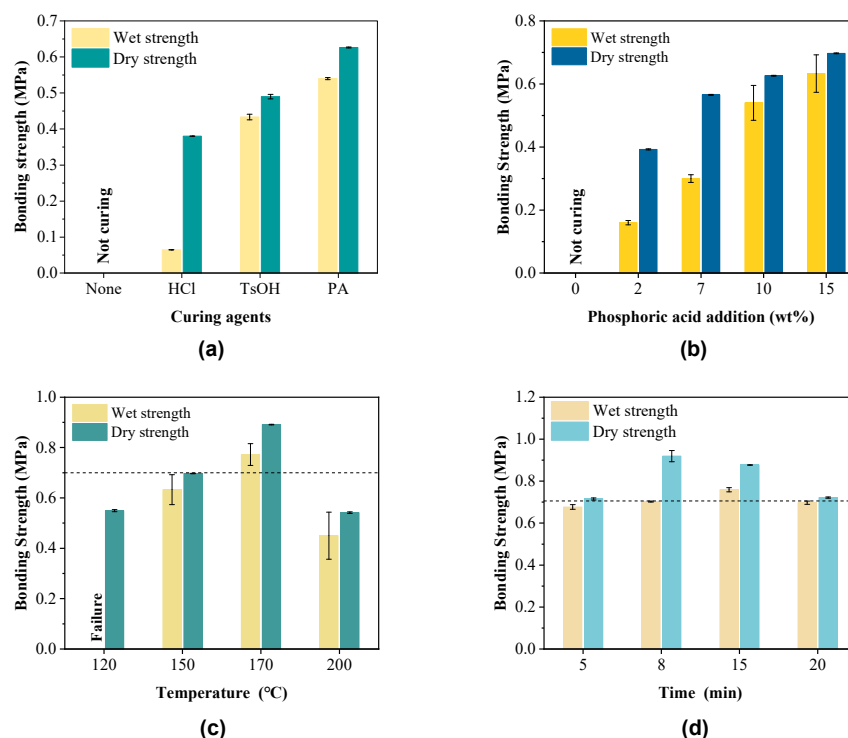 Wet strength
Dry strength
Bonding strength (MPa)
0.7
0.6
0.5
0.4
0.3
0.2
0.1
0.0
Not curing
None HCl TsOH PA
Curing agents
(a)
Wet strength
Dry strength
Bonding Strength (MPa)
0.8
0.6
0.4
0.2
0.0
Not curing
0 2 7 10 15
Phosphoric acid addition (wt%)
(b)
Wet strength
Dry strength
Bonding Strength (MPa)
1.0
0.8
0.6
0.4
0.2
0.0
Failure
120 150 170 200
Temperature (℃)
(c)
Wet strength
Dry strength
Bonding Strength (MPa)
1.2
1.0
0.8
0.6
0.4
0.2
0.0
5 8 15 20
Time (min)
(d)